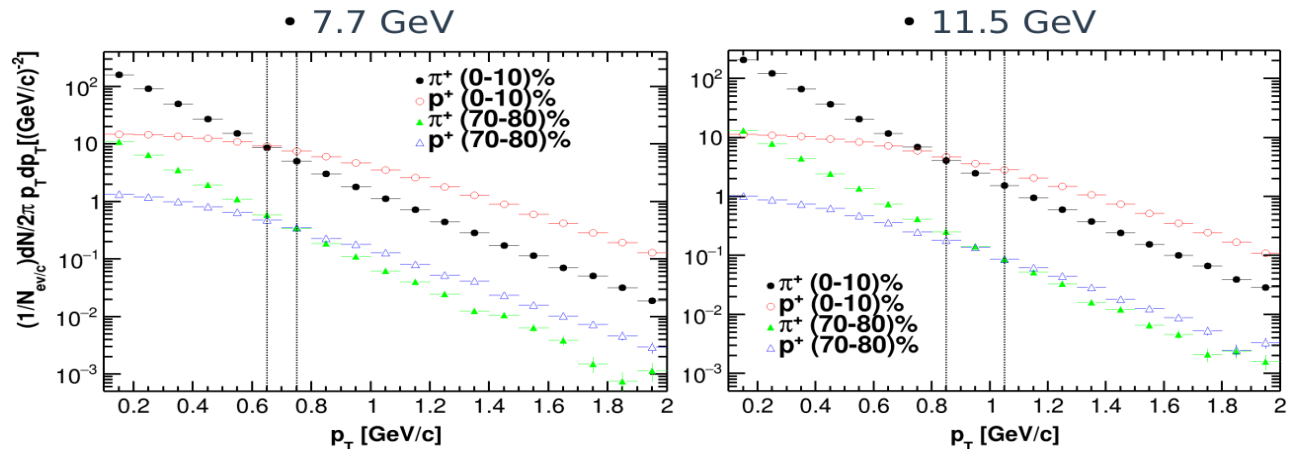 • 7.7 GeV
(1/N_ev/c)dN/2π p_T dp_T[(GeV/c)^-2]
10^2
10
1
10^-1
10^-2
10^-3
π+ (0-10)%
p+ (0-10)%
π+ (70-80)%
p+ (70-80)%
0.2 0.4 0.6 0.8 1 1.2 1.4 1.6 1.8 2
p_T [GeV/c]
• 11.5 GeV
10^2
10
1
10^-1
10^-2
10^-3
π+ (0-10)%
p+ (0-10)%
π+ (70-80)%
p+ (70-80)%
0.2 0.4 0.6 0.8 1 1.2 1.4 1.6 1.8 2
p_T [GeV/c]